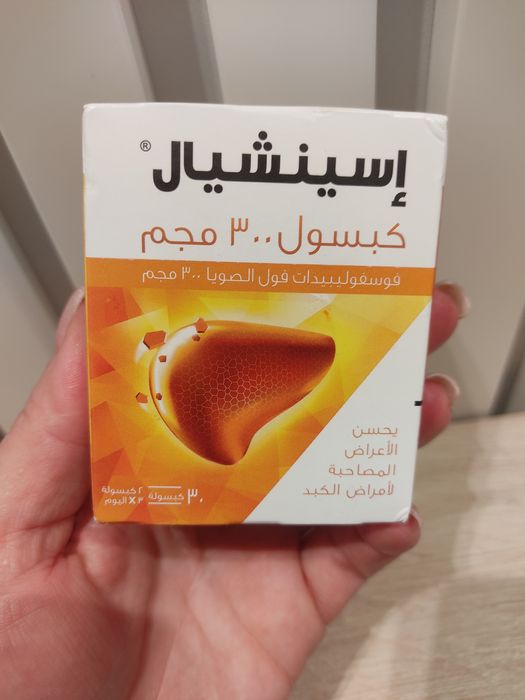 إسينشيال®
كبسول ٣٠٠ مجم
فوسفوليبيدات فول الصويا ٣٠٠ مجم
يحسن
الأعراض
المصاحبة
لأمراض الكبد
٣٠ كبسولة
٢ كبسولة
٣ x اليوم